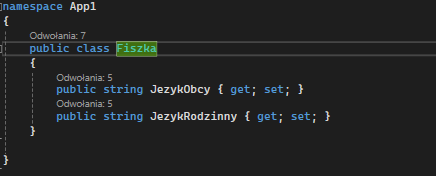 namespace App1
{
Odwołania: 7
public class Fiszka
{
Odwołania: 5
public string JezykObcy { get; set; }
Odwołania: 5
public string JezykRodzinny { get; set; }
}
}